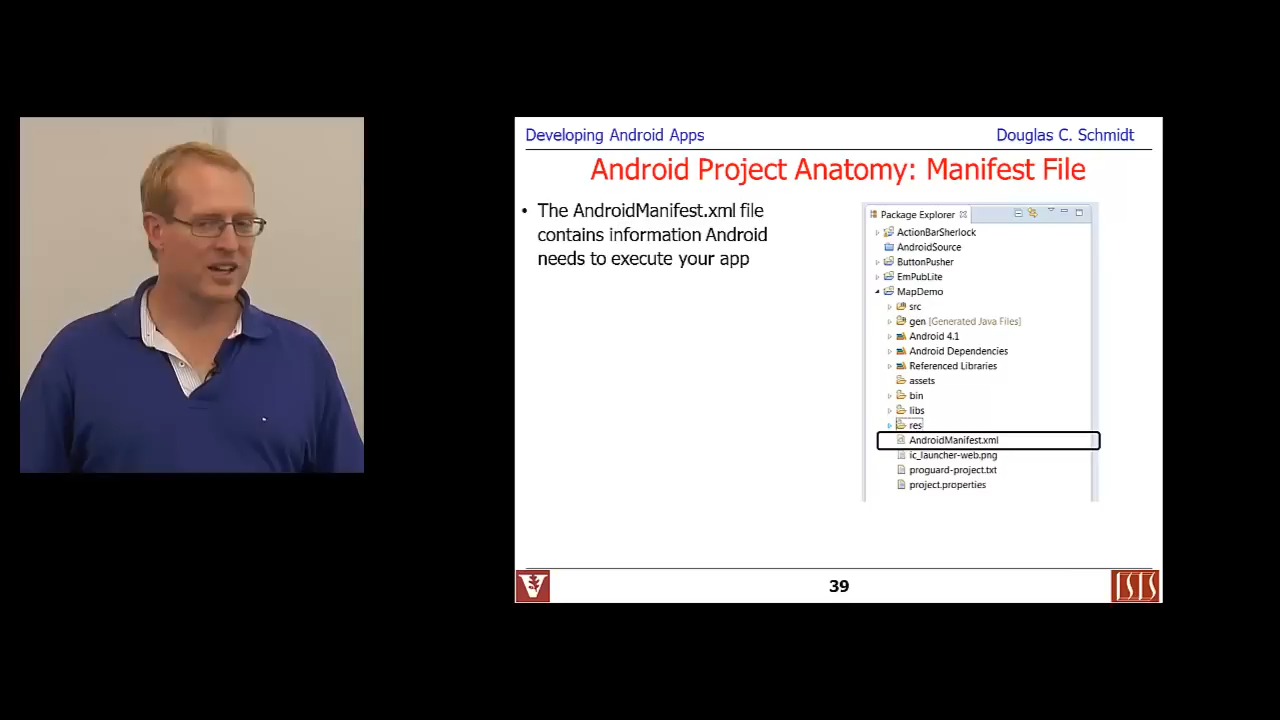 Developing Android Apps
Douglas C. Schmidt
Android Project Anatomy: Manifest File
• The AndroidManifest.xml file
contains information Android
needs to execute your app
Package Explorer
ActionBarSherlock
AndroidSource
ButtonPusher
EmPubLite
MapDemo
src
gen [Generated Java Files]
Android 4.1
Android Dependencies
Referenced Libraries
assets
bin
libs
res
AndroidManifest.xml
ic_launcher-web.png
proguard-project.txt
project.properties
V
39
ISIS